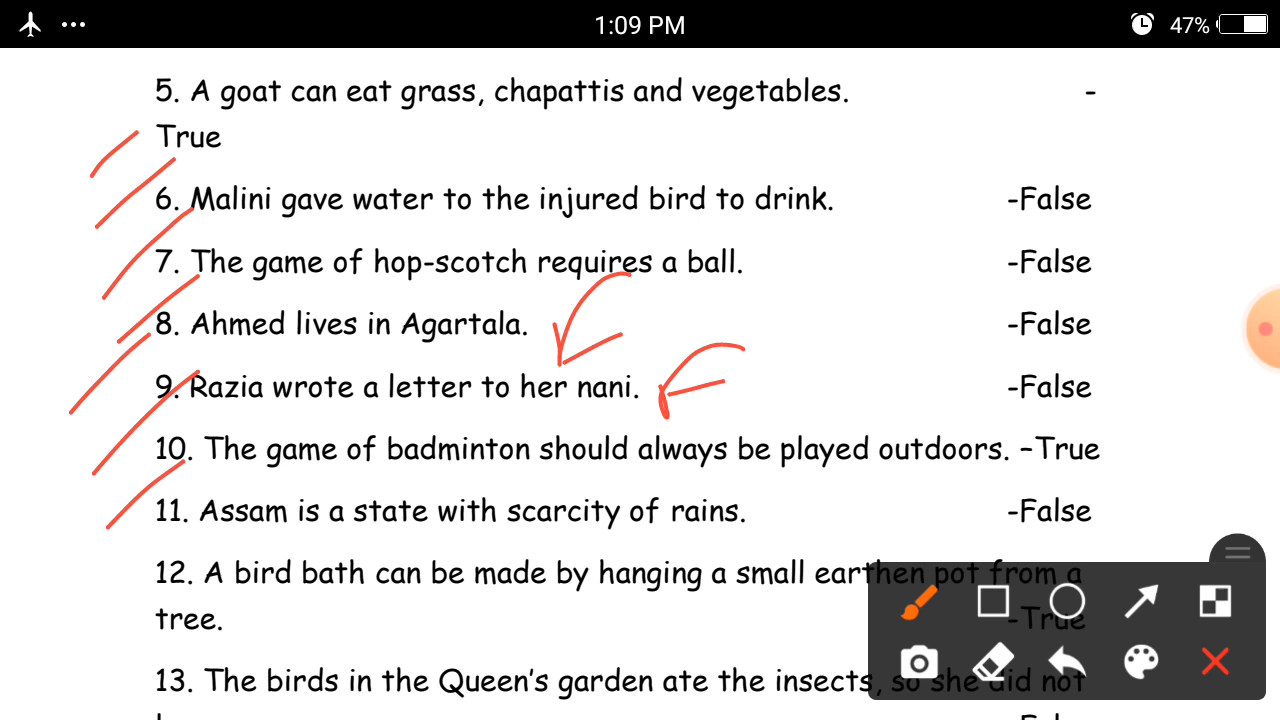 1:09 PM
47%
5. A goat can eat grass, chapattis and vegetables. -
True
6. Malini gave water to the injured bird to drink. -False
7. The game of hop-scotch requires a ball. -False
8. Ahmed lives in Agartala. -False
9. Razia wrote a letter to her nani. -False
10. The game of badminton should always be played outdoors. -True
11. Assam is a state with scarcity of rains. -False
12. A bird bath can be made by hanging a small earthen pot from a
tree. -True
13. The birds in the Queen's garden ate the insects, so she did not
-False